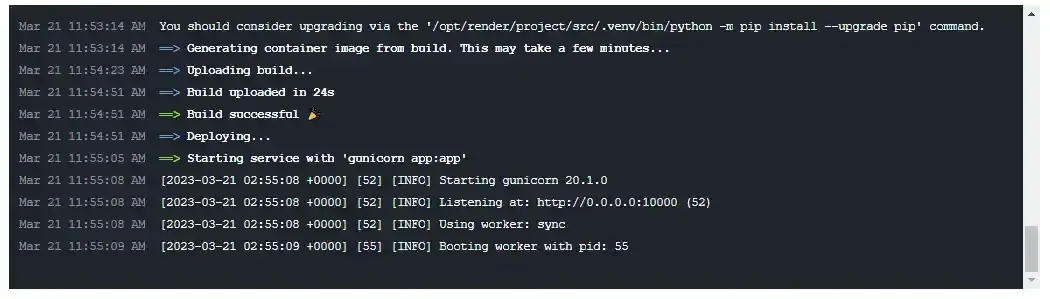 Mar 21 11:53:14 AM You should consider upgrading via the '/opt/render/project/src/.venv/bin/python -m pip install --upgrade pip' command.
Mar 21 11:53:14 AM ==> Generating container image from build. This may take a few minutes...
Mar 21 11:54:23 AM ==> Uploading build...
Mar 21 11:54:51 AM ==> Build uploaded in 24s
Mar 21 11:54:51 AM ==> Build successful 🎉
Mar 21 11:54:51 AM ==> Deploying...
Mar 21 11:55:05 AM ==> Starting service with 'gunicorn app:app'
Mar 21 11:55:08 AM [2023-03-21 02:55:08 +0000] [52] [INFO] Starting gunicorn 20.1.0
Mar 21 11:55:08 AM [2023-03-21 02:55:08 +0000] [52] [INFO] Listening at: http://0.0.0.0:10000 (52)
Mar 21 11:55:08 AM [2023-03-21 02:55:08 +0000] [52] [INFO] Using worker: sync
Mar 21 11:55:09 AM [2023-03-21 02:55:09 +0000] [55] [INFO] Booting worker with pid: 55